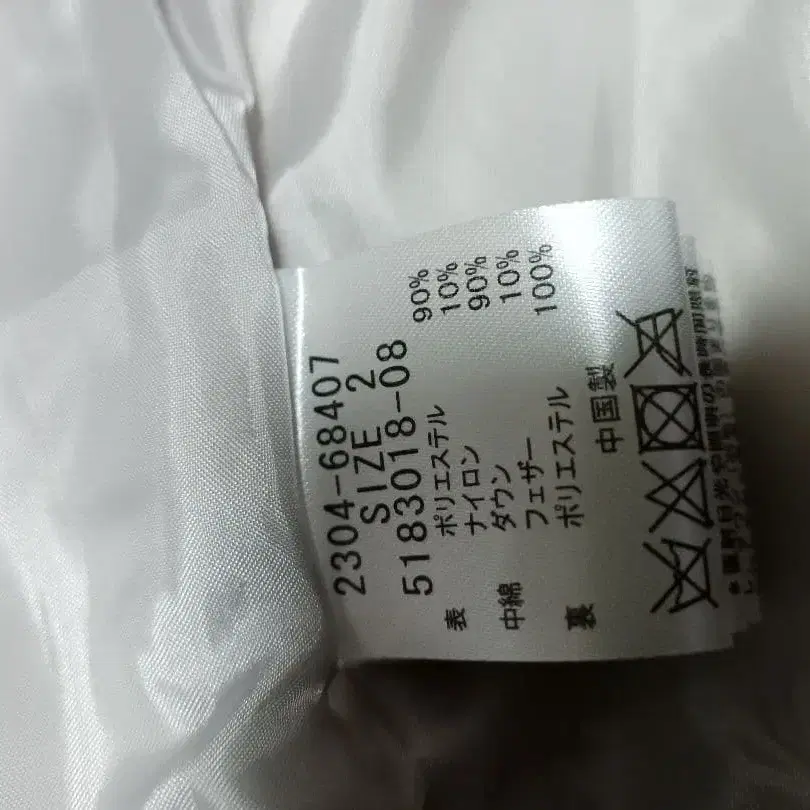 2304-68407
SIZE 2
5183018-08
表 ポリエステル 90%
ナイロン 10%
中綿 ダウン 90%
フェザー 10%
裏 ポリエステル 100%
中国製